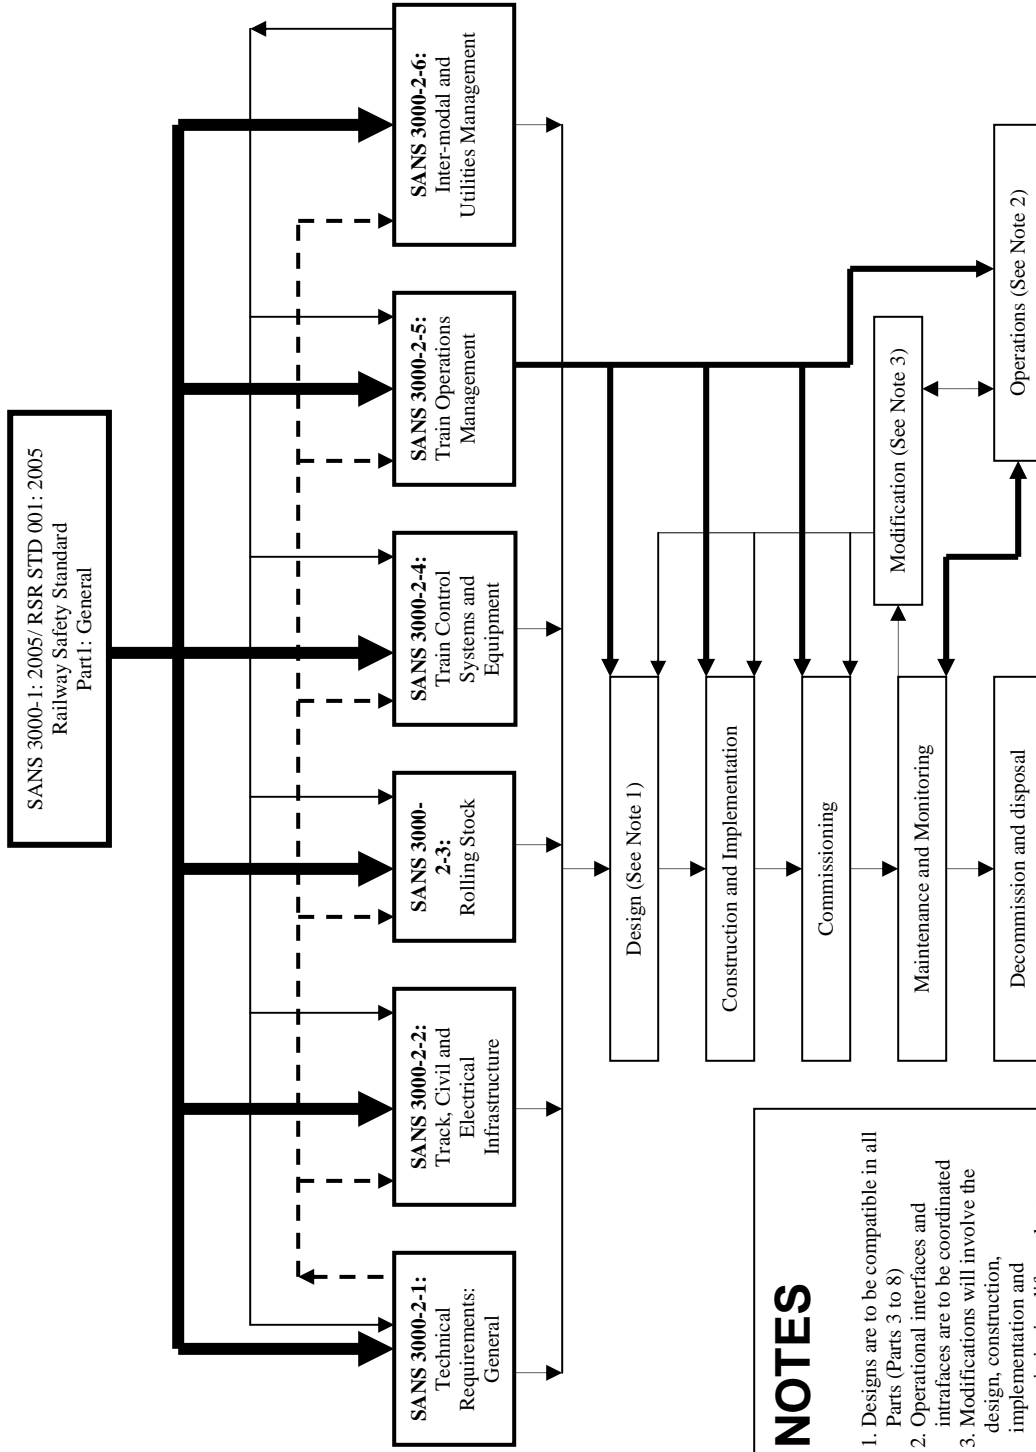 SANS 3000-1: 2005/ RSR STD 001: 2005
Railway Safety Standard
Part1: General
SANS 3000-2-1:
Technical
Requirements:
General
SANS 3000-2-2:
Track, Civil and
Electrical
Infrastructure
SANS 3000-
2-3:
Rolling Stock
SANS 3000-2-4:
Train Control
Systems and
Equipment
SANS 3000-2-5:
Train Operations
Management
SANS 3000-2-6:
Inter-modal and
Utilities Management
Design (See Note 1)
Construction and Implementation
Commissioning
Maintenance and Monitoring
Decommission and disposal
Modification (See Note 3)
Operations (See Note 2)
NOTES
1. Designs are to be compatible in all
Parts (Parts 3 to 8)
2. Operational interfaces and
intrafaces are to be coordinated
3. Modifications will involve the
design, construction,
implementation and